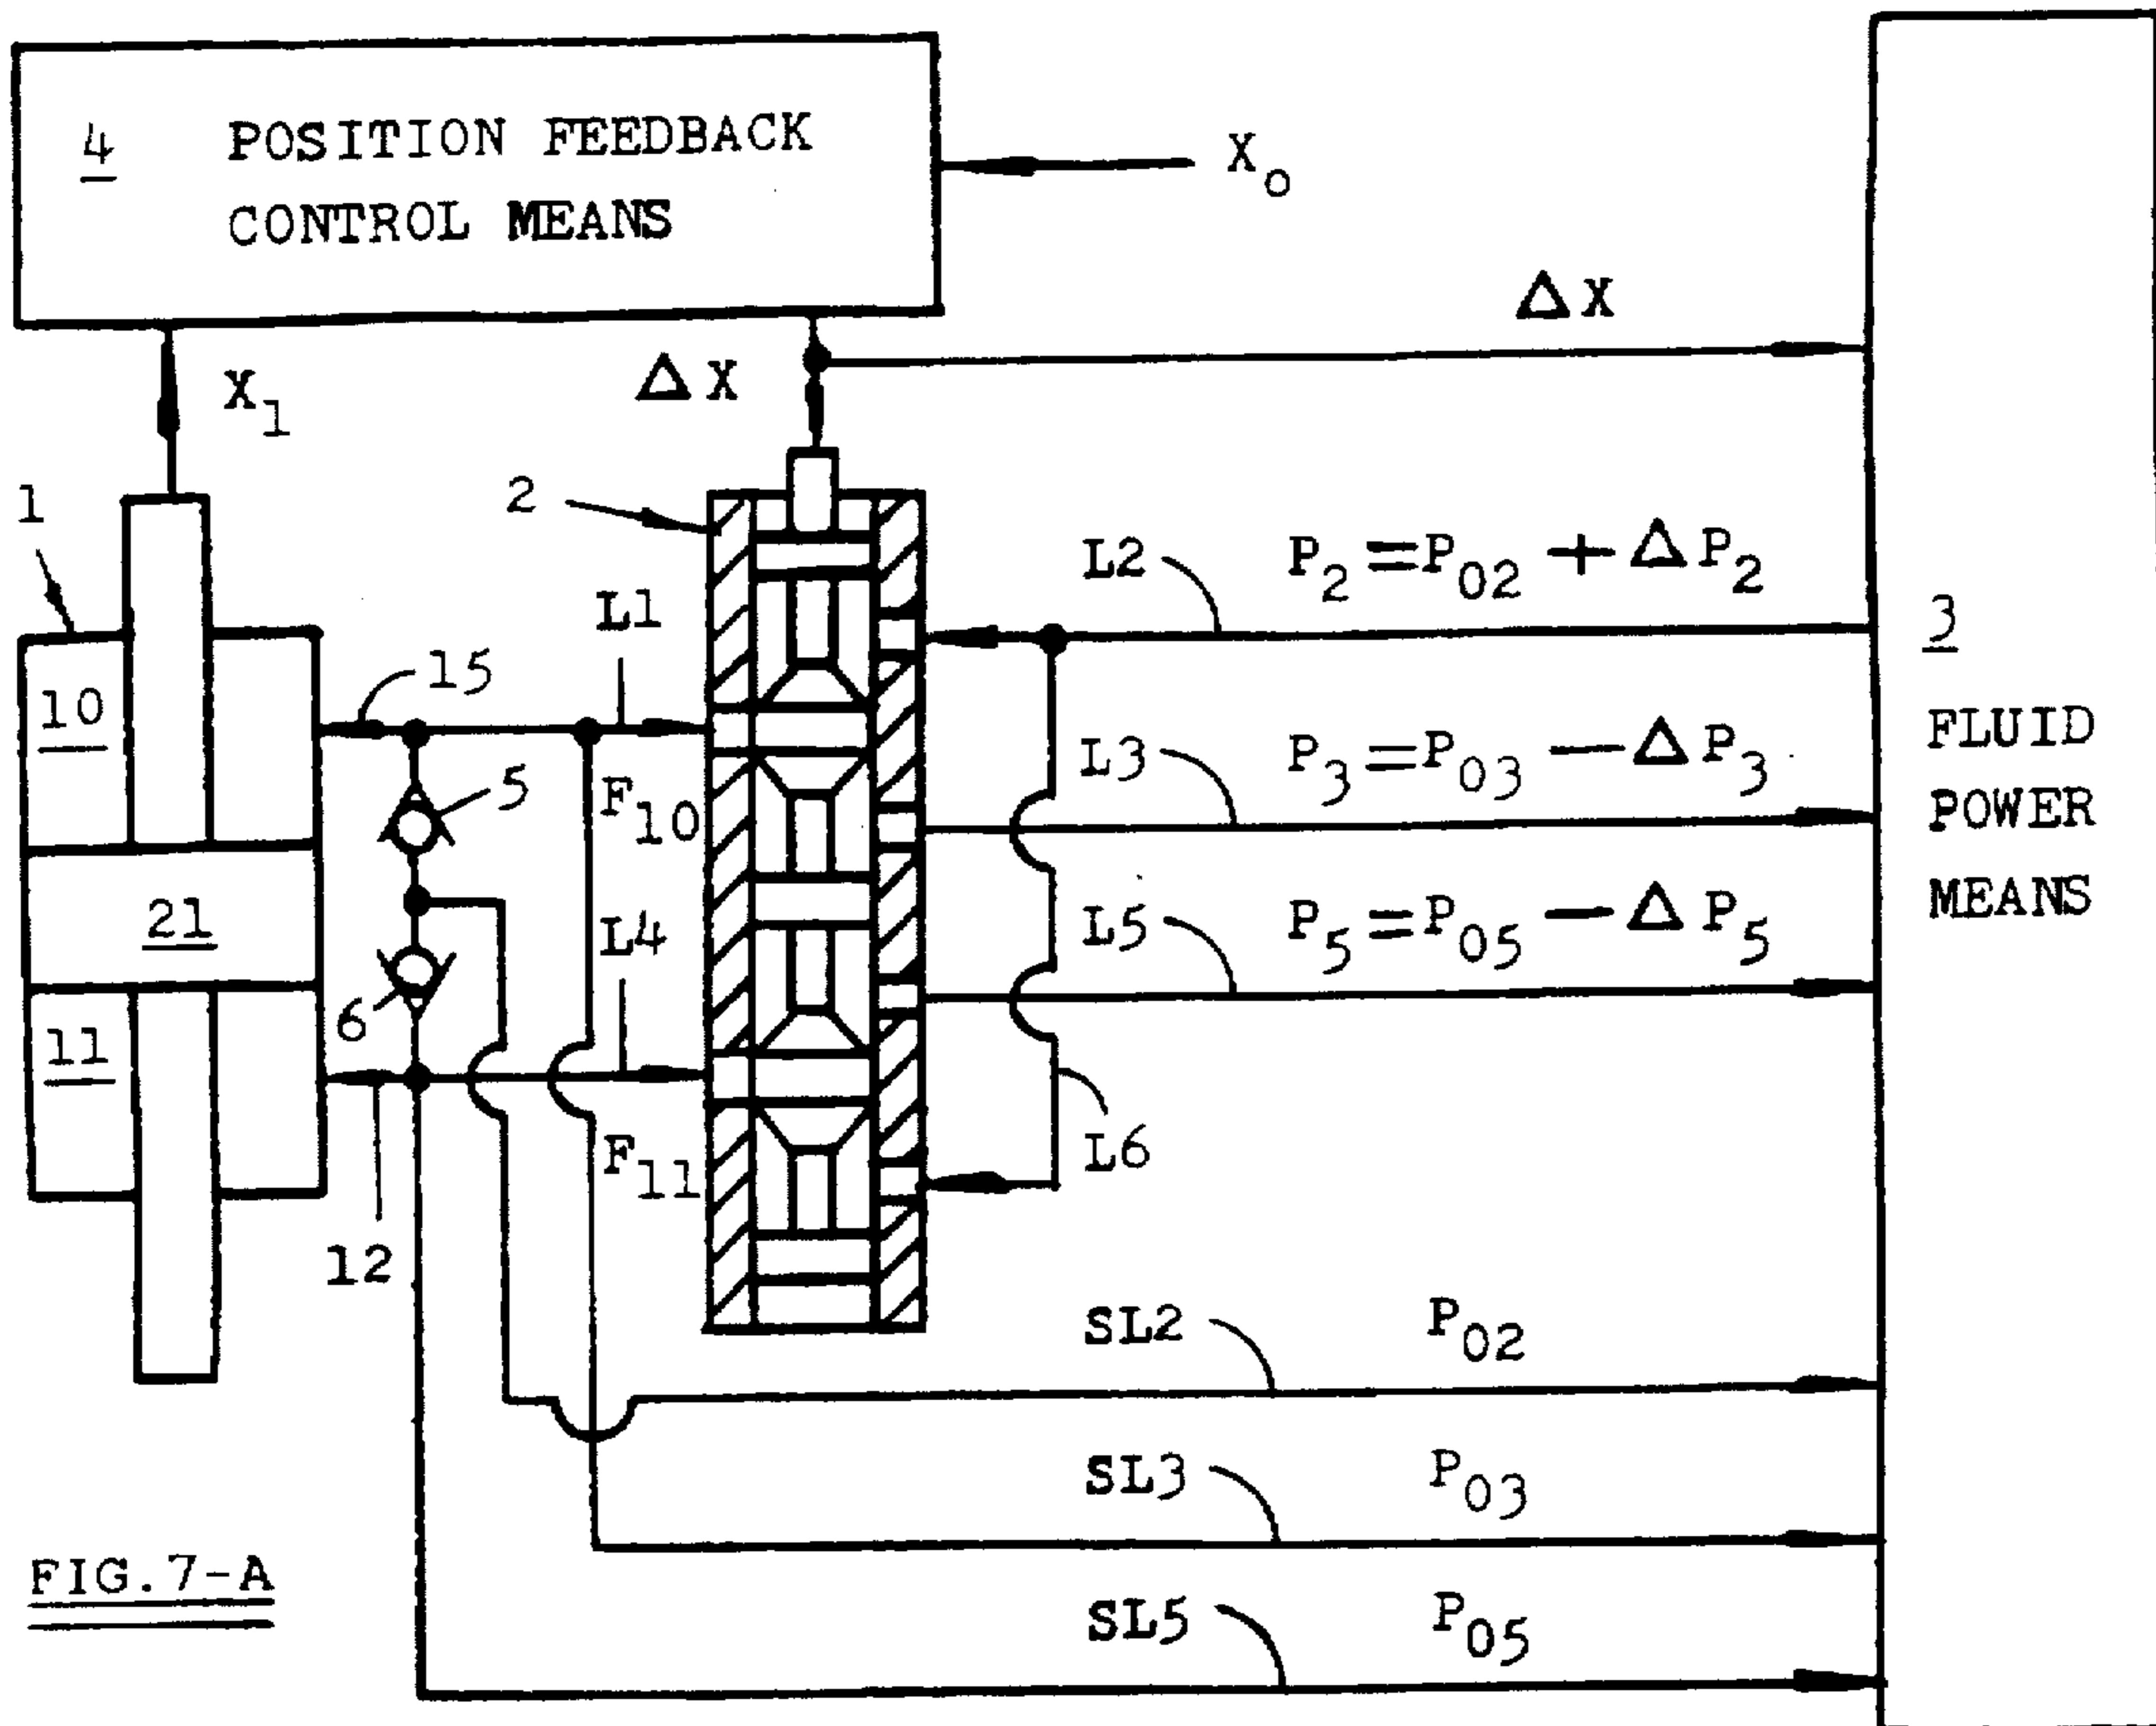 4 POSITION FEEDBACK
CONTROL MEANS
X₀
ΔX
X₁
ΔX
1
2
L2
P₂=P₀₂+ΔP₂
3
L1
15
10
L3
P₃=P₀₃−ΔP₃
FLUID
POWER
MEANS
5
F₁₀
21
L4
L5
P₅=P₀₅−ΔP₅
6
11
F₁₁
L6
12
SL2
P₀₂
SL3
P₀₃
FIG.7-A
SL5
P₀₅